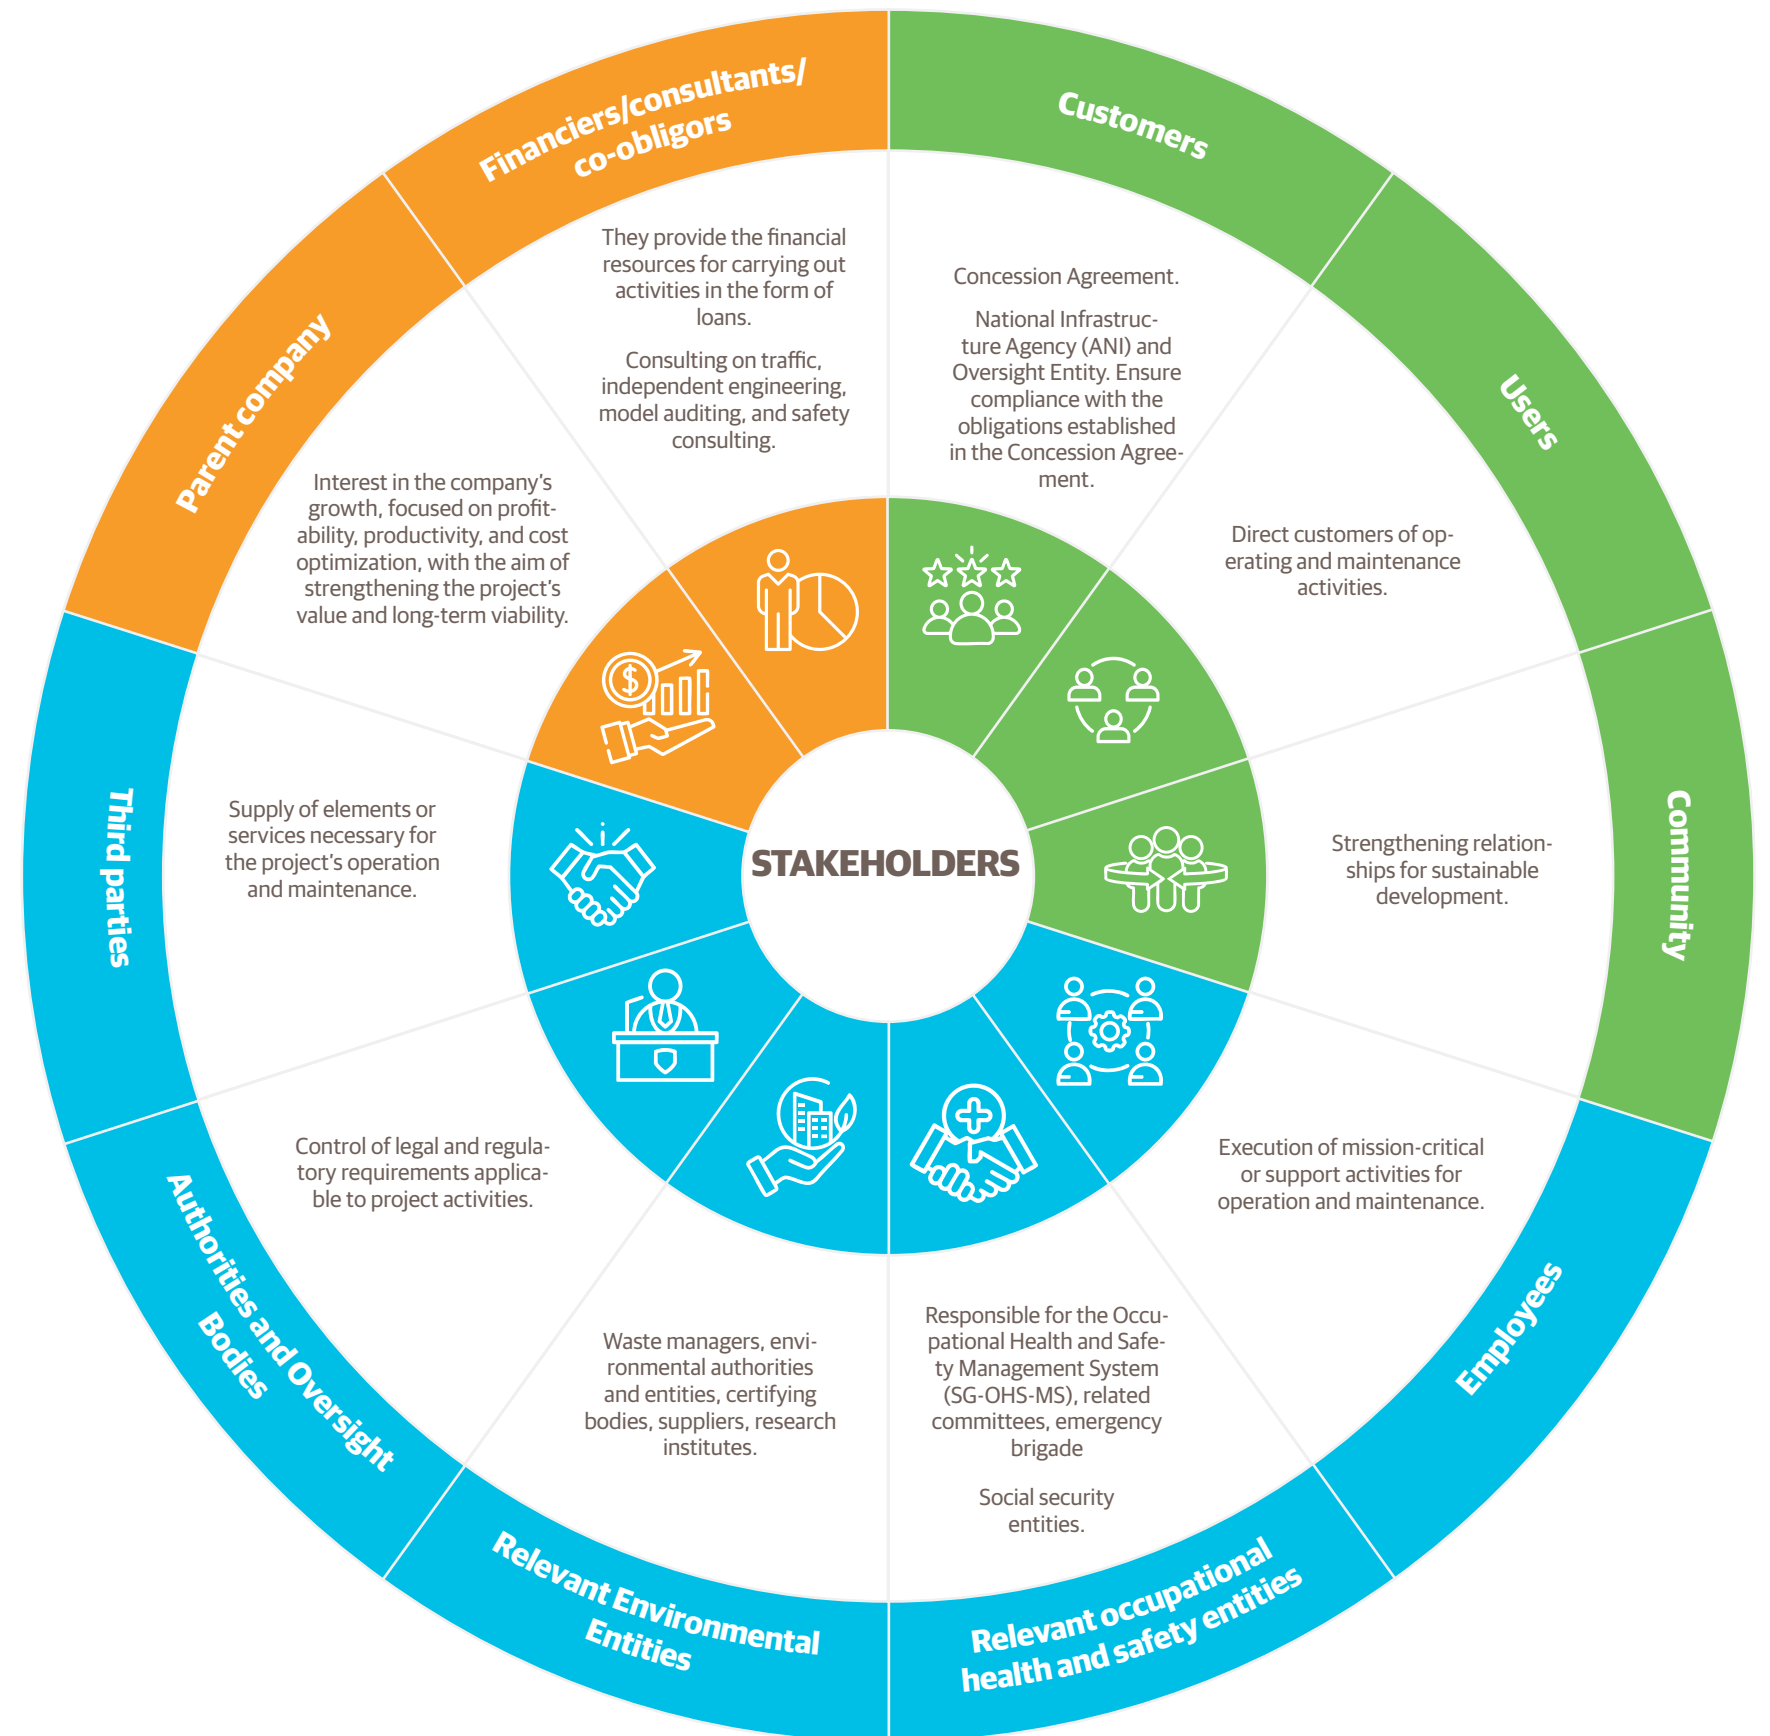 STAKEHOLDERS
Customers
Concession Agreement.
National Infrastruc-
ture Agency (ANI) and
Oversight Entity. Ensure
compliance with the
obligations established
in the Concession Agree-
ment.
Users
Direct customers of op-
erating and maintenance
activities.
Community
Strengthening relation-
ships for sustainable
development.
Employees
Execution of mission-critical
or support activities for
operation and maintenance.
Relevant occupational
health and safety entities
Responsible for the Occu-
pational Health and Safe-
ty Management System
(SG-OHS-MS), related
committees, emergency
brigade
Social security
entities.
Relevant Environmental
Entities
Waste managers, envi-
ronmental authorities
and entities, certifying
bodies, suppliers, research
institutes.
Authorities and Oversight
Bodies
Control of legal and regula-
tory requirements applica-
ble to project activities.
Third parties
Supply of elements or
services necessary for
the project's operation
and maintenance.
Parent company
Interest in the company's
growth, focused on profit-
ability, productivity, and cost
optimization, with the aim of
strengthening the project's
value and long-term viability.
Financiers/consultants/
co-obligors
They provide the financial
resources for carrying out
activities in the form of
loans.
Consulting on traffic,
independent engineering,
model auditing, and safety
consulting.
$